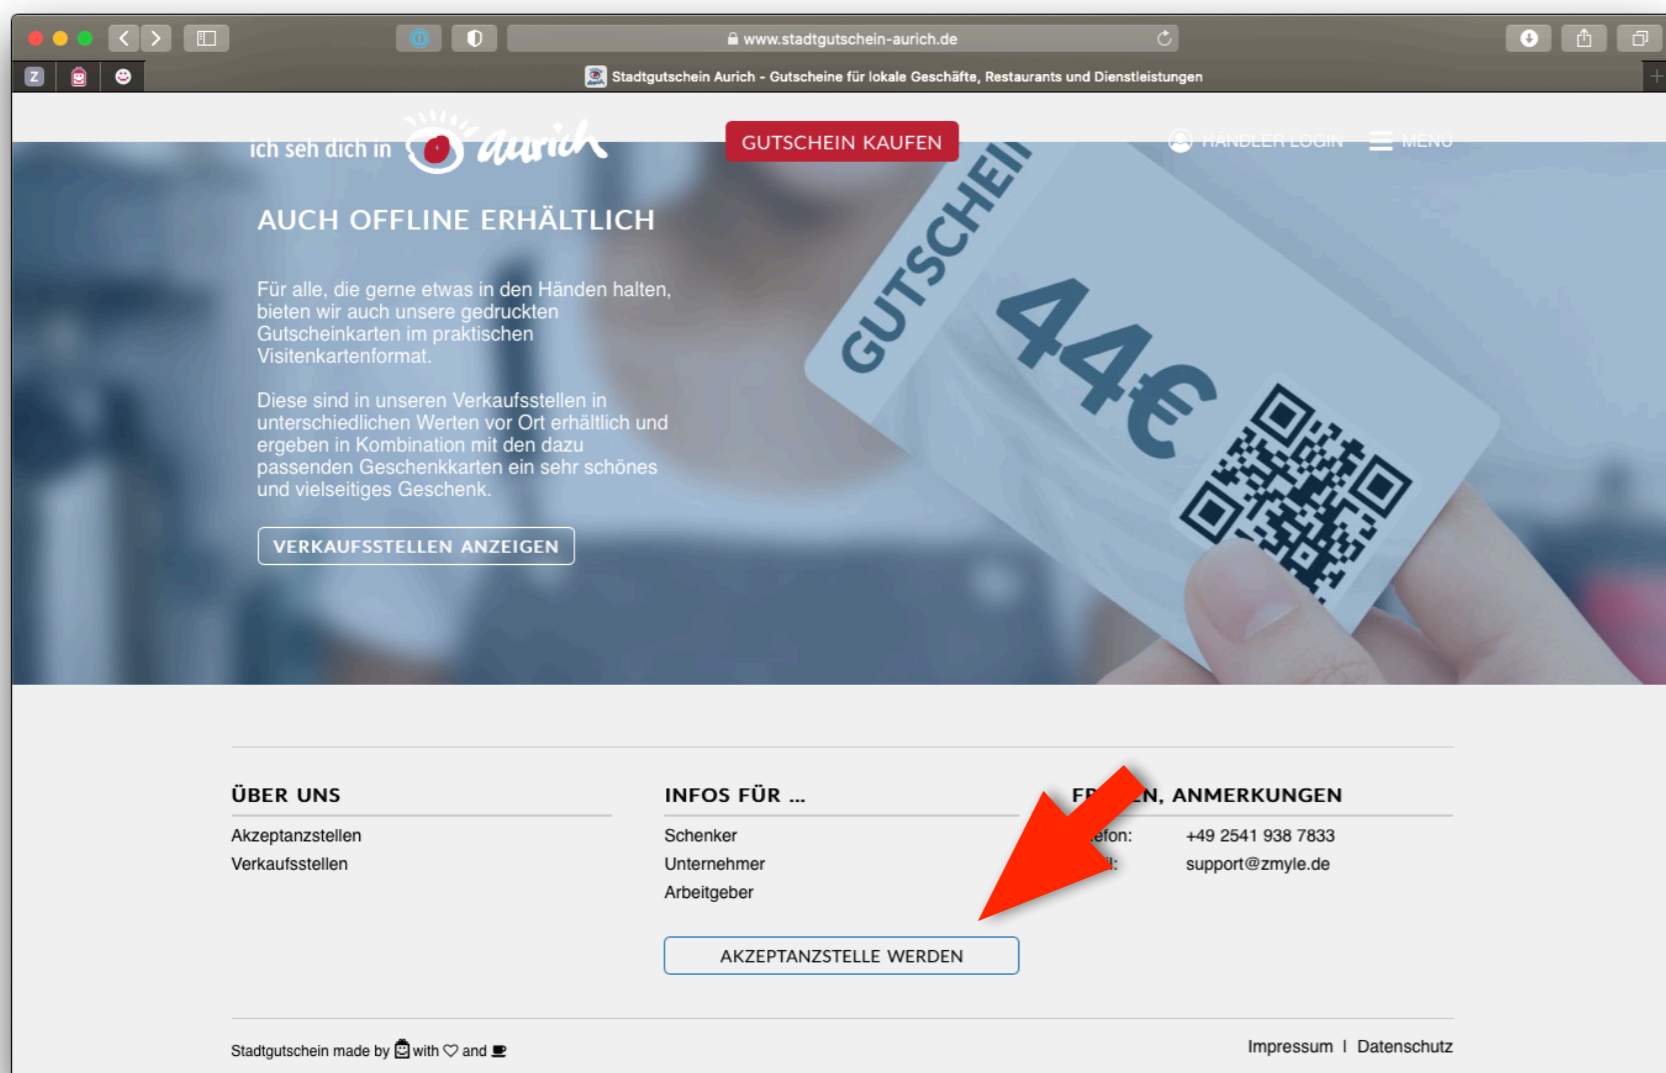 www.stadtgutschein-aurich.de
Z
Stadtgutschein Aurich - Gutscheine für lokale Geschäfte, Restaurants und Dienstleistungen
ich seh dich in aurich
GUTSCHEIN KAUFEN
HÄNDLER LOGIN
MENÜ
AUCH OFFLINE ERHÄLTLICH
Für alle, die gerne etwas in den Händen halten,
bieten wir auch unsere gedruckten
Gutscheinkarten im praktischen
Visitenkartenformat.
Diese sind in unseren Verkaufsstellen in
unterschiedlichen Werten vor Ort erhältlich und
ergeben in Kombination mit den dazu
passenden Geschenkkarten ein sehr schönes
und vielseitiges Geschenk.
VERKAUFSSTELLEN ANZEIGEN
GUTSCHEIN
44€
ÜBER UNS
Akzeptanzstellen
Verkaufsstellen
INFOS FÜR ...
Schenker
Unternehmer
Arbeitgeber
AKZEPTANZSTELLE WERDEN
ANMERKUNGEN
+49 2541 938 7833
support@zmyle.de
Stadtgutschein made by with and
Impressum | Datenschutz